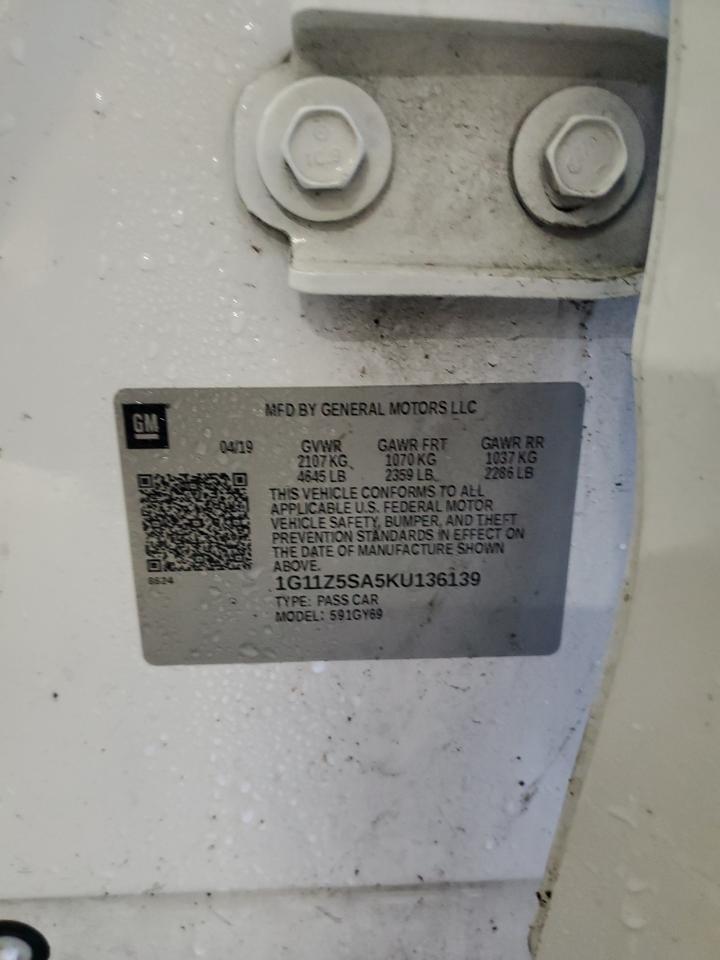 GM
MFD BY GENERAL MOTORS LLC
04/19 GVWR GAWR FRT GAWR RR
2107 KG 1070 KG 1037 KG
4645 LB 2359 LB 2286 LB
THIS VEHICLE CONFORMS TO ALL
APPLICABLE U.S. FEDERAL MOTOR
VEHICLE SAFETY, BUMPER, AND THEFT
PREVENTION STANDARDS IN EFFECT ON
THE DATE OF MANUFACTURE SHOWN
ABOVE.
8624
1G11Z5SA5KU136139
TYPE: PASS CAR
MODEL: 591GY69